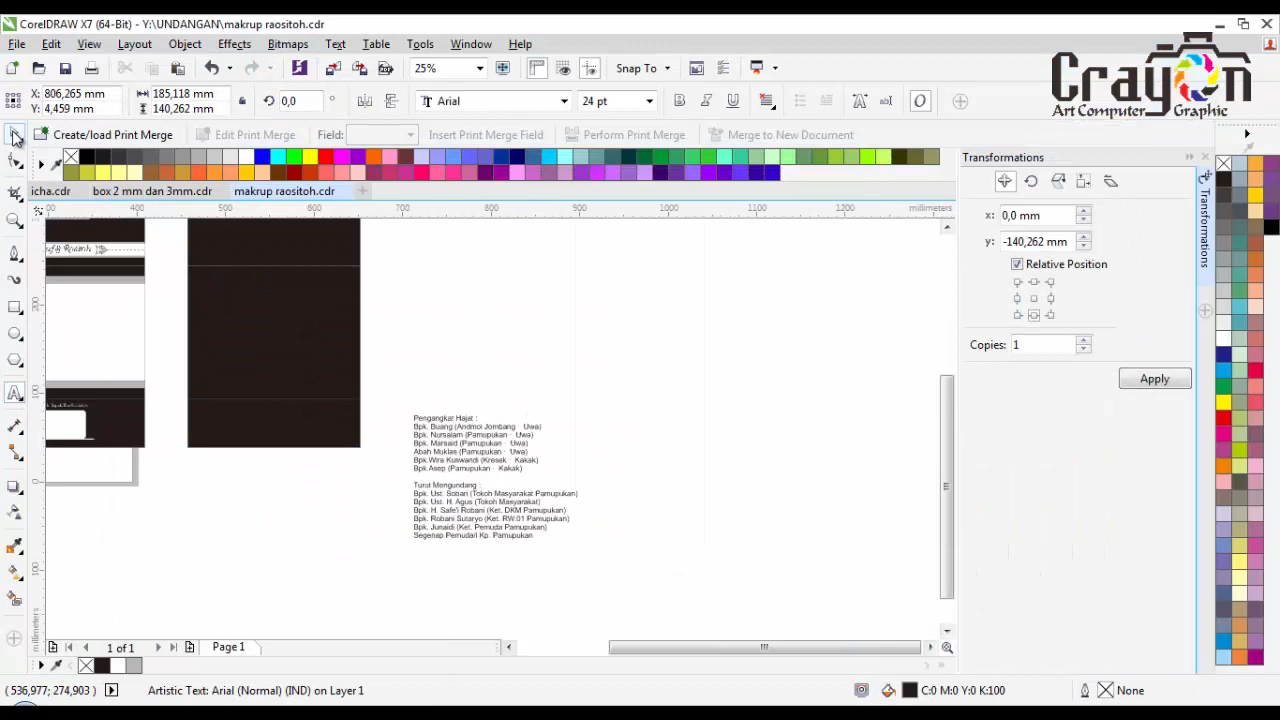 CorelDRAW X7 (64-Bit) - Y:\UNDANGAN\makrup raositoh.cdr
File Edit View Layout Object Effects Bitmaps Text Table Tools Window Help
25% Snap To
X: 806,265 mm
Y: 4,459 mm
185,118 mm
140,262 mm
0,0 °
Arial
24 pt
Crayon
Art Computer Graphic
Create/load Print Merge Edit Print Merge Field: Insert Print Merge Field Perform Print Merge Merge to New Document
icha.cdr box 2 mm dan 3mm.cdr makrup raositoh.cdr
500 600 700 800 900 1000 1100 1200 millimeters
200
100
0
100
millimeters
Transformations
x: 0,0 mm
y: -140,262 mm
Relative Position
Copies: 1
Apply
Transformations
Pengangkat Hajat :
Bpk. Buang (Andmoi Jombang - Uwa)
Bpk. Nursalam (Pamupukan - Uwa)
Bpk. Marsaid (Pamupukan - Uwa)
Abah Muklas (Pamupukan - Uwa)
Bpk.Wira Kuswandi (Kresek - Kakak)
Bpk.Asep (Pamupukan - Kakak)
Turut Mengundang :
Bpk. Ust. Sobari (Tokoh Masyarakat Pamupukan)
Bpk. Ust. H. Agus (Tokoh Masyarakat)
Bpk. H. Safe'i Robani (Ket. DKM Pamupukan)
Bpk. Robani Sutaryo (Ket. RW.01 Pamupukan)
Bpk. Junaidi (Ket. Pemuda Pamupukan)
Segenap Pemuda/i Kp. Pamupukan
1 of 1 Page 1
( 536,977; 274,903 ) Artistic Text: Arial (Normal) (IND) on Layer 1 C:0 M:0 Y:0 K:100 None